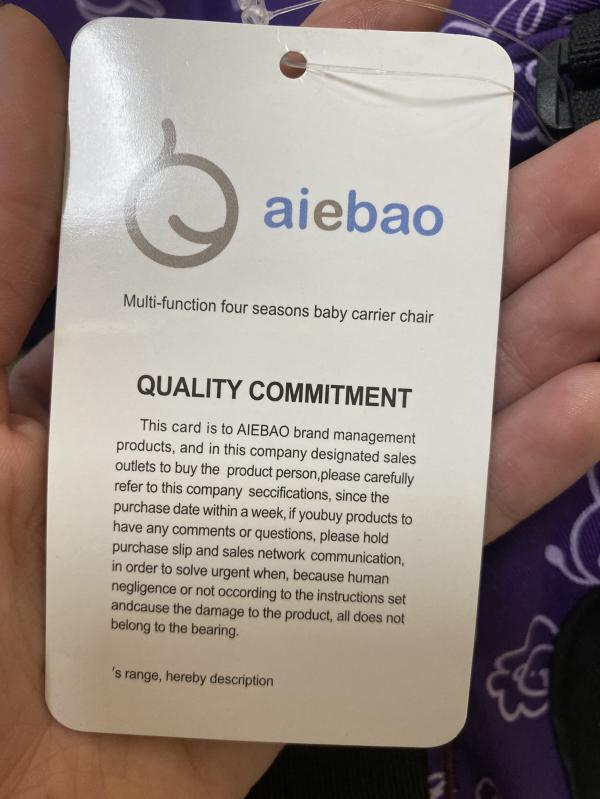 aiebao
Multi-function four seasons baby carrier chair
QUALITY COMMITMENT
This card is to AIEBAO brand management
products, and in this company designated sales
outlets to buy the product person,please carefully
refer to this company seccifications, since the
purchase date within a week, if youbuy products to
have any comments or questions, please hold
purchase slip and sales network communication,
in order to solve urgent when, because human
negligence or not occording to the instructions set
andcause the damage to the product, all does not
belong to the bearing.
's range, hereby description